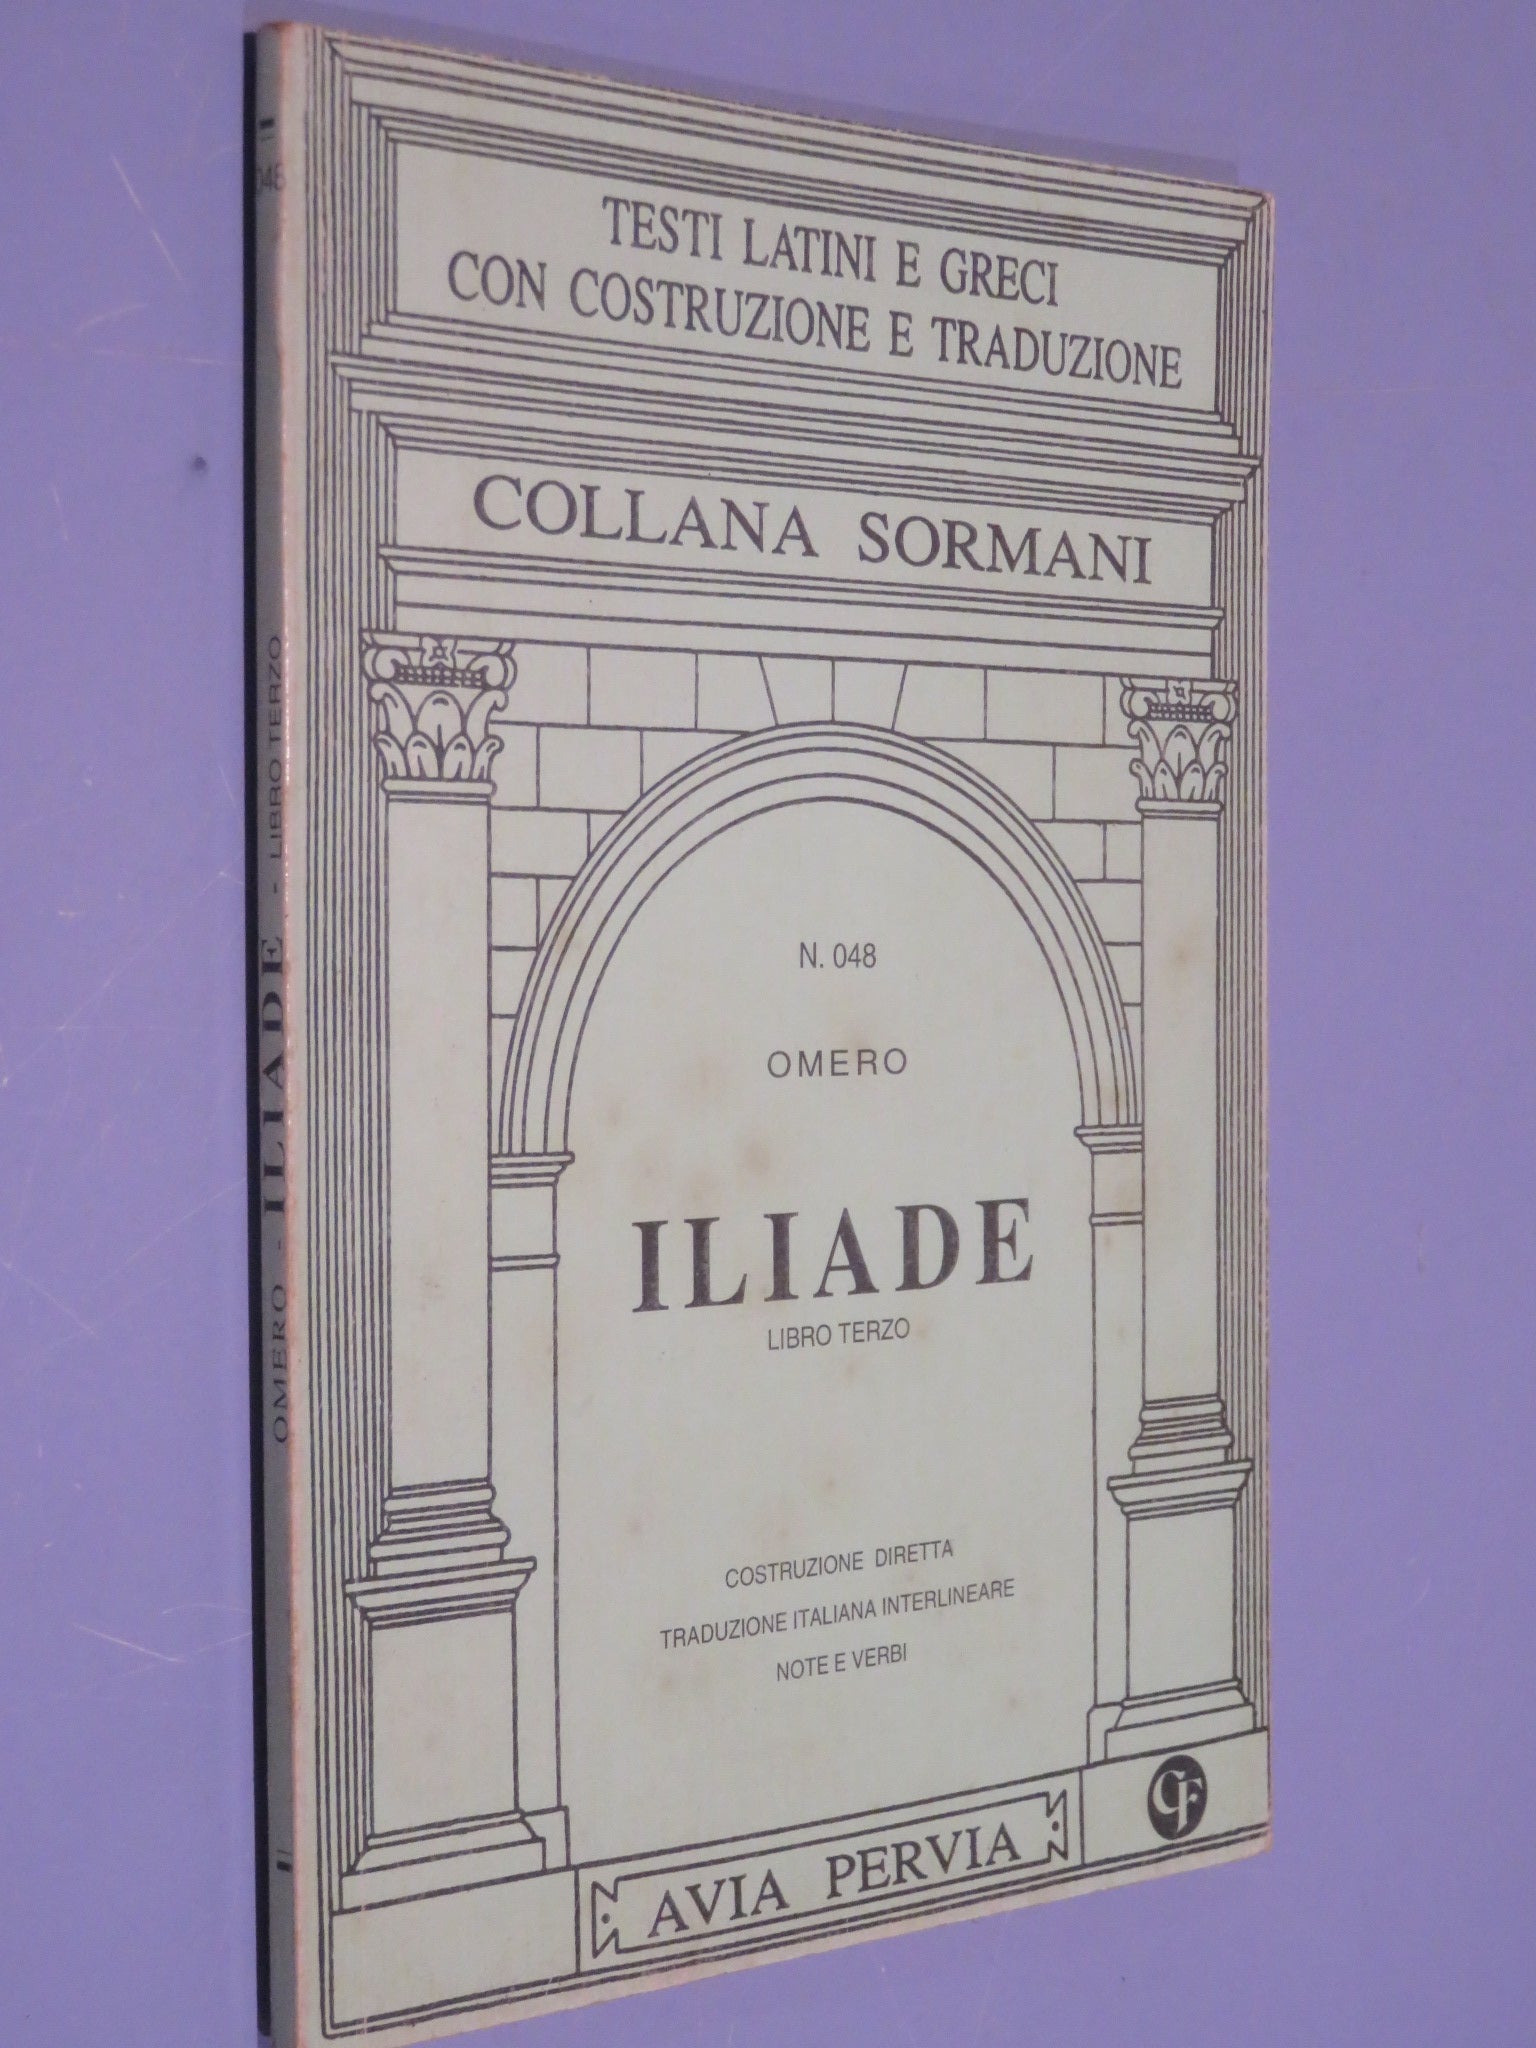 TESTI LATINI E GRECI
CON COSTRUZIONE E TRADUZIONE
COLLANA SORMANI
N. 048
OMERO
ILIADE
LIBRO TERZO
COSTRUZIONE DIRETTA
TRADUZIONE ITALIANA INTERLINEARE
NOTE E VERBI
AVIA PERVIA
CF
OMERO - ILIADE - LIBRO TERZO
048